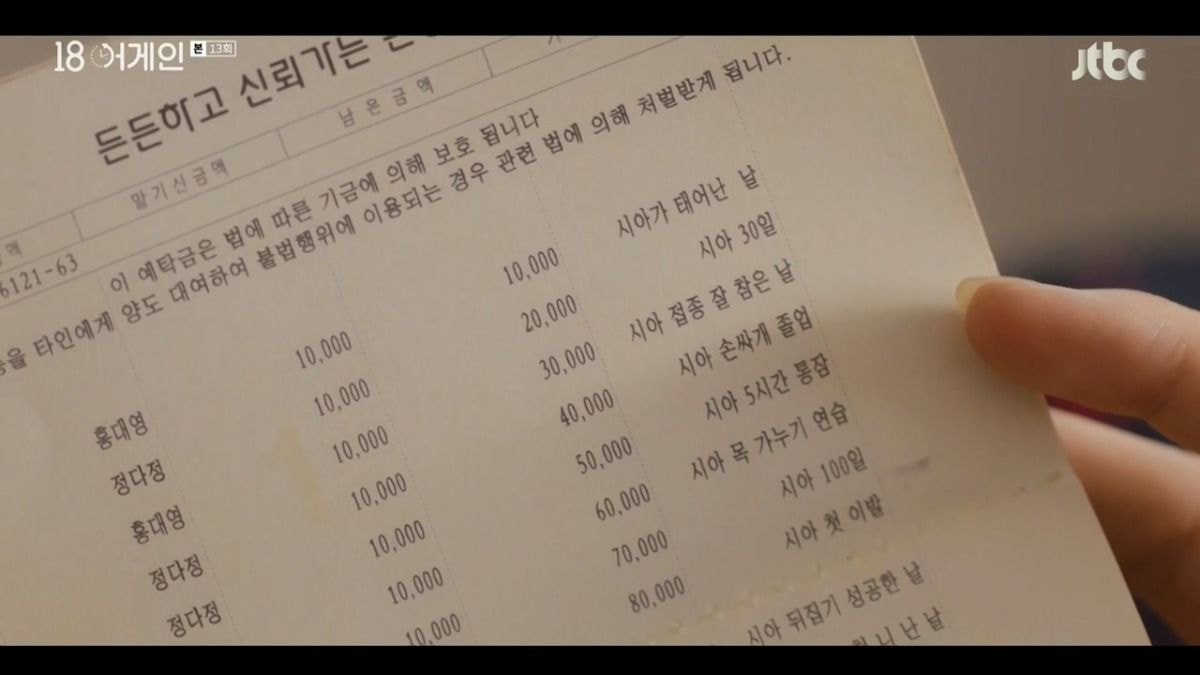 18 어게인 본 13회
jtbc
든든하고 신뢰가는
맡기신금액 남은금액
액
6121-63 이 예탁금은 법에 따른 기금에 의해 보호 됩니다
을 타인에게 양도 대여하여 불법행위에 이용되는 경우 관련 법에 의해 처벌받게 됩니다.
홍대영 10,000 10,000 시아가 태어난 날
정다정 10,000 20,000 시아 30일
홍대영 10,000 30,000 시아 접종 잘 참은 날
정다정 10,000 40,000 시아 손싸개 졸업
정다정 10,000 50,000 시아 5시간 통잠
10,000 60,000 시아 목 가누기 연습
10,000 70,000 시아 100일
80,000 시아 첫 이발
시아 뒤집기 성공한 날
니 난 날